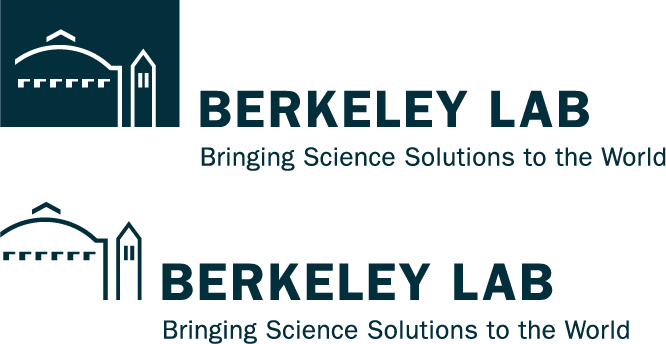 BERKELEY LAB
Bringing Science Solutions to the World
BERKELEY LAB
Bringing Science Solutions to the World